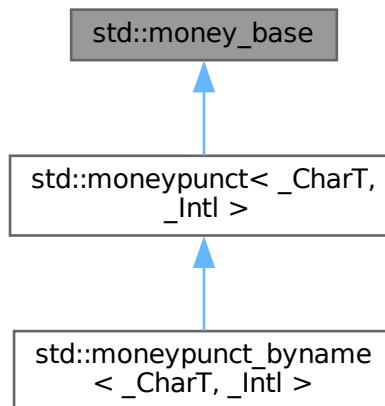 std::money_base
std::moneypunct< _CharT,
_Intl >
std::moneypunct_byname
< _CharT, _Intl >